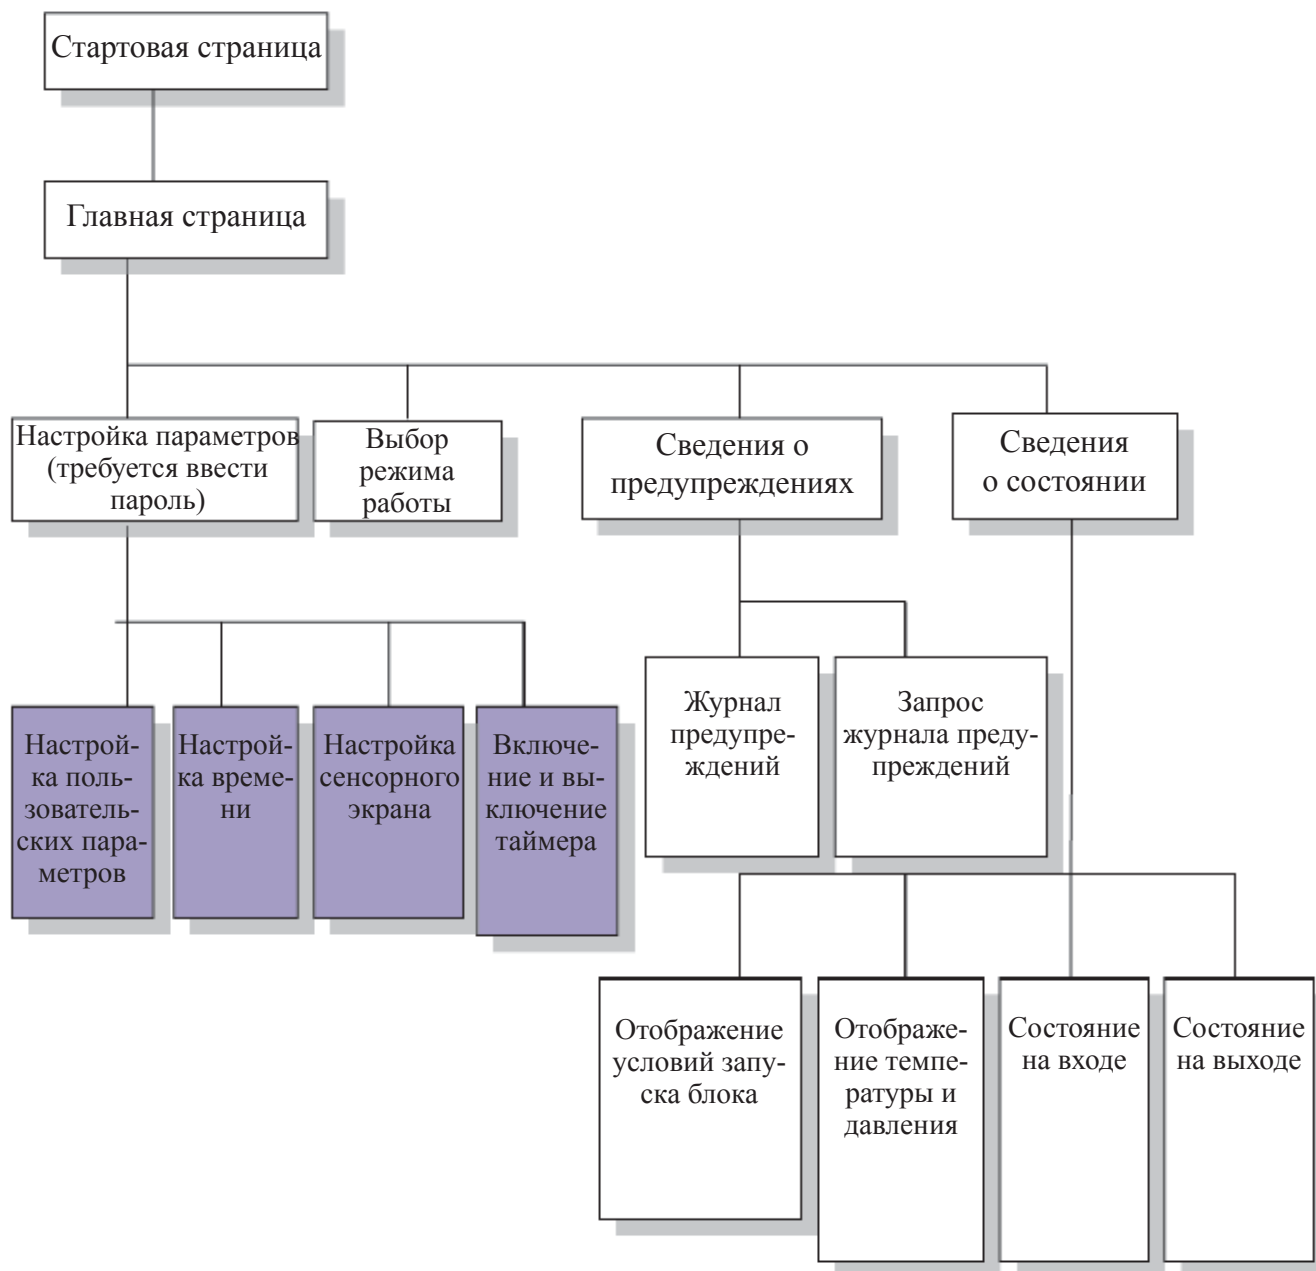 Стартовая страница
Главная страница
Настройка параметров
(требуется ввести
пароль)
Выбор
режима
работы
Сведения о
предупреждениях
Сведения
о состоянии
Журнал
предупре-
ждений
Запрос
журнала преду-
преждений
Настрой-
ка поль-
зователь-
ских пара-
метров
Настрой-
ка време-
ни
Настройка
сенсорного
экрана
Включе-
ние и вы-
ключение
таймера
Отображение
условий запу-
ска блока
Отображе-
ние темпе-
ратуры и
давления
Состояние
на входе
Состояние
на выходе